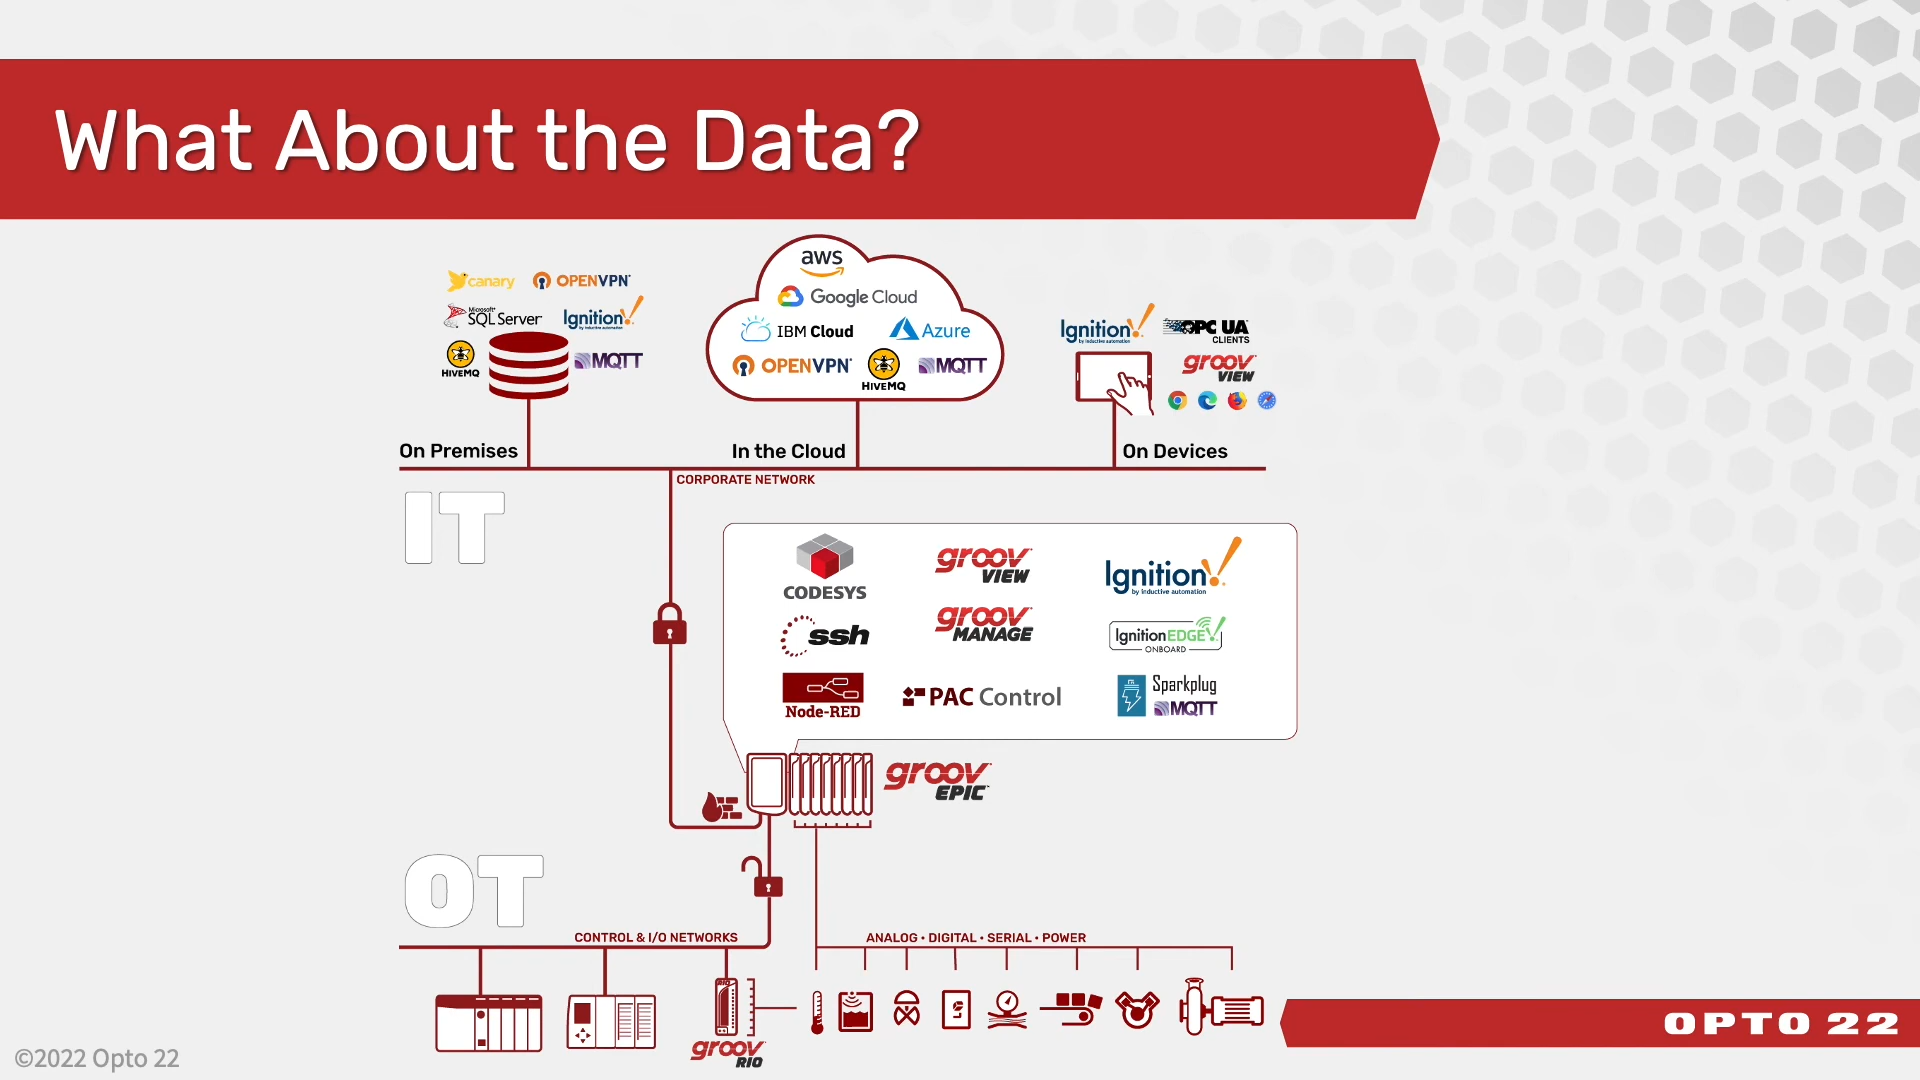 What About the Data?
canary
OPENVPN
Microsoft SQL Server
Ignition!
by inductive automation
HIVEMQ
MQTT
aws
Google Cloud
IBM Cloud
Azure
OPENVPN
HIVEMQ
MQTT
Ignition!
by inductive automation
OPC UA
CLIENTS
groov
VIEW
On Premises
In the Cloud
On Devices
CORPORATE NETWORK
IT
CODESYS
groov
VIEW
Ignition!
by inductive automation
ssh
groov
MANAGE
Ignition EDGE
ONBOARD
Node-RED
PAC Control
Sparkplug
MQTT
groov
EPIC
OT
CONTROL & I/O NETWORKS
ANALOG • DIGITAL • SERIAL • POWER
RIO
groov
RIO
OPTO 22
©2022 Opto 22